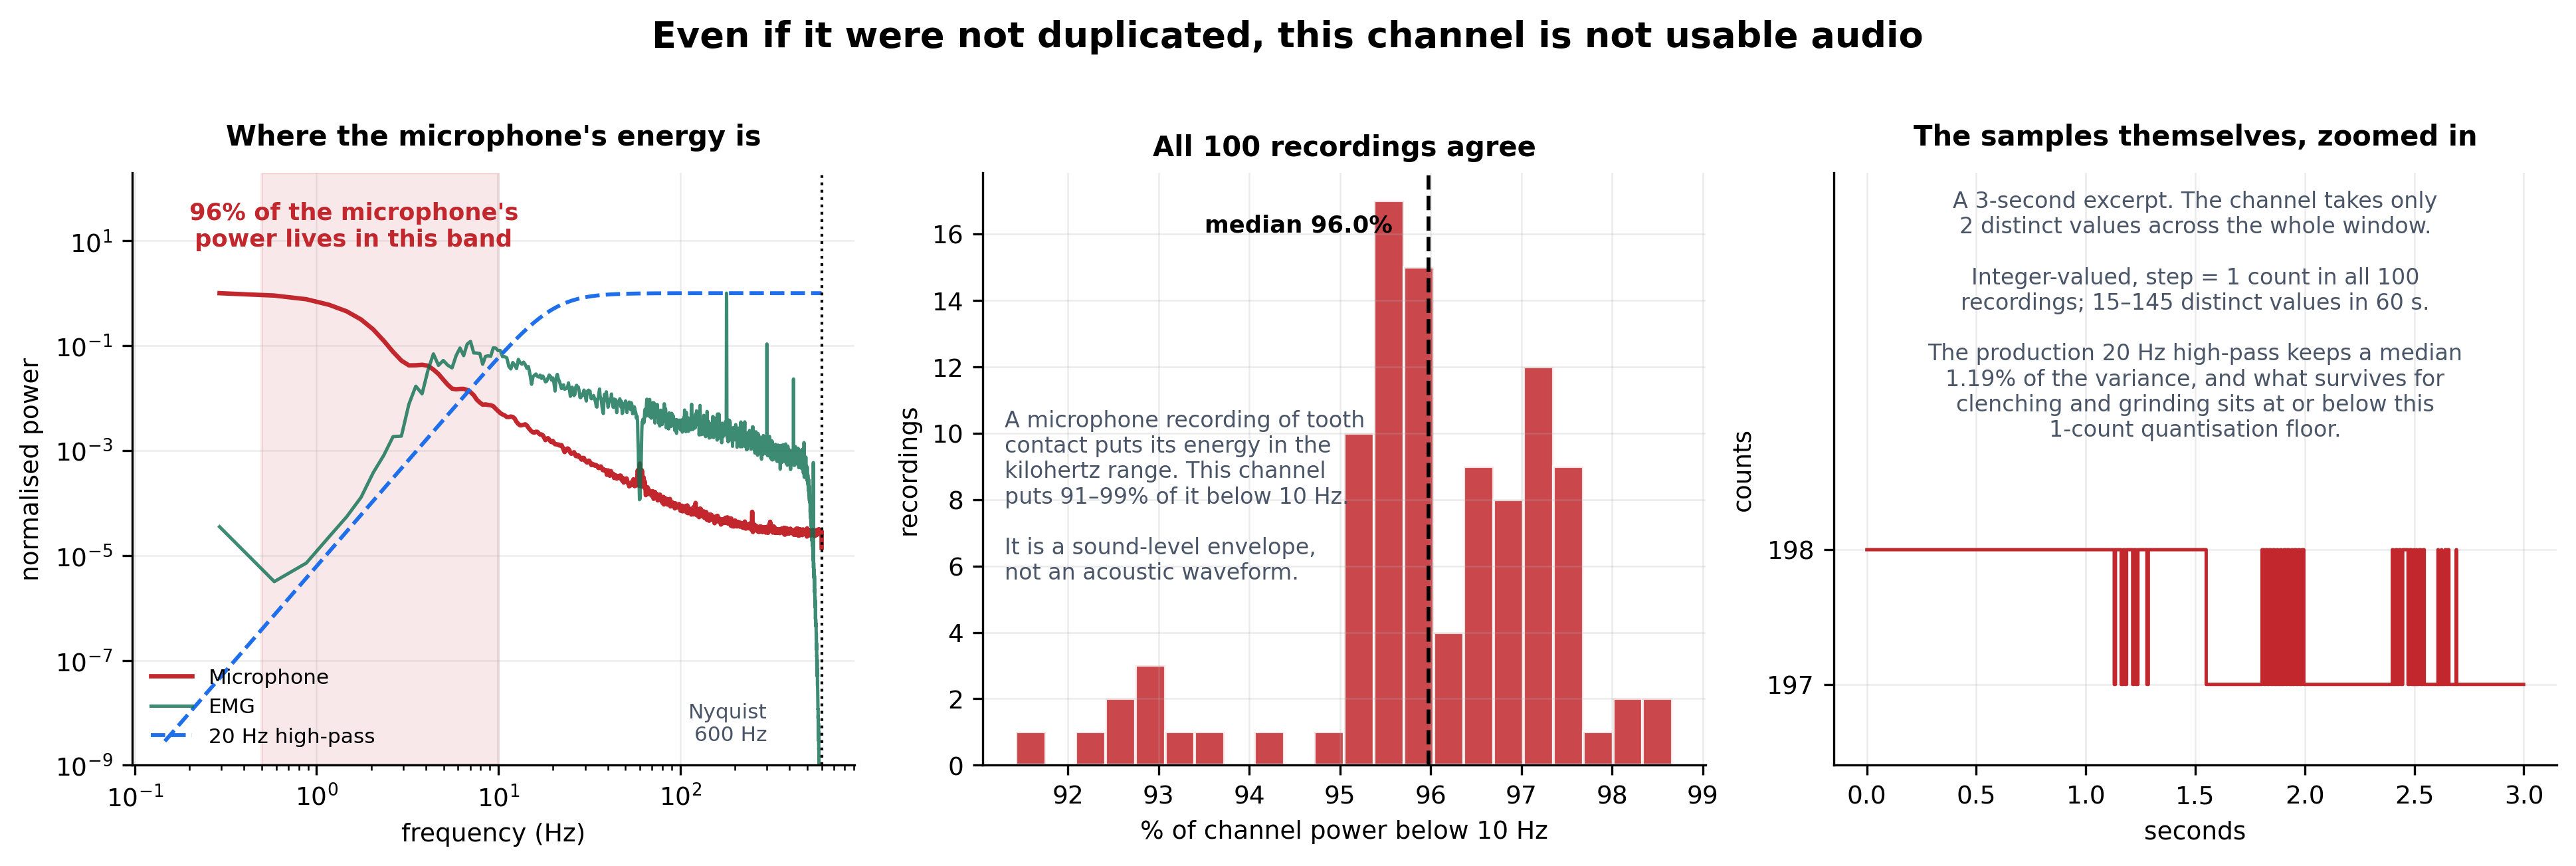 Even if it were not duplicated, this channel is not usable audio
Where the microphone's energy is
96% of the microphone's
power lives in this band
10¹
10⁻¹
10⁻³
10⁻⁵
10⁻⁷
10⁻⁹
normalised power
Microphone
EMG
20 Hz high-pass
Nyquist
600 Hz
10⁻¹
10⁰
10¹
10²
frequency (Hz)
All 100 recordings agree
median 96.0%
A microphone recording of tooth
contact puts its energy in the
kilohertz range. This channel
puts 91–99% of it below 10 Hz.
It is a sound-level envelope,
not an acoustic waveform.
16
14
12
10
8
6
4
2
0
recordings
92
93
94
95
96
97
98
99
% of channel power below 10 Hz
The samples themselves, zoomed in
A 3-second excerpt. The channel takes only
2 distinct values across the whole window.
Integer-valued, step = 1 count in all 100
recordings; 15–145 distinct values in 60 s.
The production 20 Hz high-pass keeps a median
1.19% of the variance, and what survives for
clenching and grinding sits at or below this
1-count quantisation floor.
counts
198
197
0.0
0.5
1.0
1.5
2.0
2.5
3.0
seconds